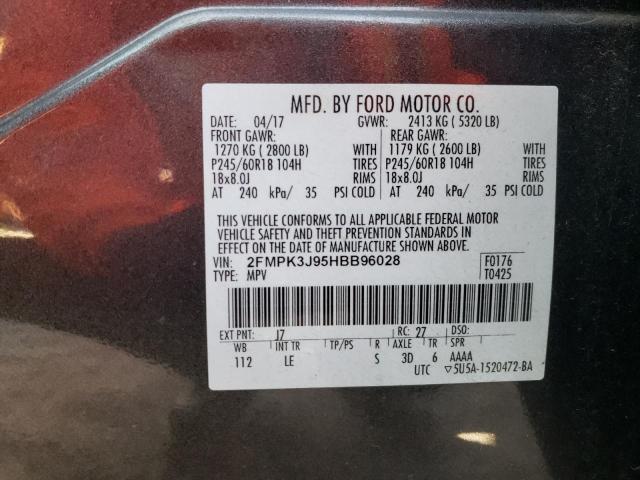 MFD. BY FORD MOTOR CO.
DATE: 04/17 GVWR: 2413 KG ( 5320 LB)
FRONT GAWR: REAR GAWR:
1270 KG ( 2800 LB) WITH 1179 KG ( 2600 LB) WITH
P245/60R18 104H TIRES P245/60R18 104H TIRES
18x8.0J RIMS 18x8.0J RIMS
AT 240 kPa/ 35 PSI COLD AT 240 kPa/ 35 PSI COLD
THIS VEHICLE CONFORMS TO ALL APPLICABLE FEDERAL MOTOR
VEHICLE SAFETY AND THEFT PREVENTION STANDARDS IN
EFFECT ON THE DATE OF MANUFACTURE SHOWN ABOVE.
VIN: 2FMPK3J95HBB96028 F0176
TYPE: MPV T0425
EXT PNT: J7 RC: 27 DSO:
WB INT TR TP/PS R AXLE TR SPR
112 LE S 3D 6 AAAA
UTC ▽5U5A-1520472-BA